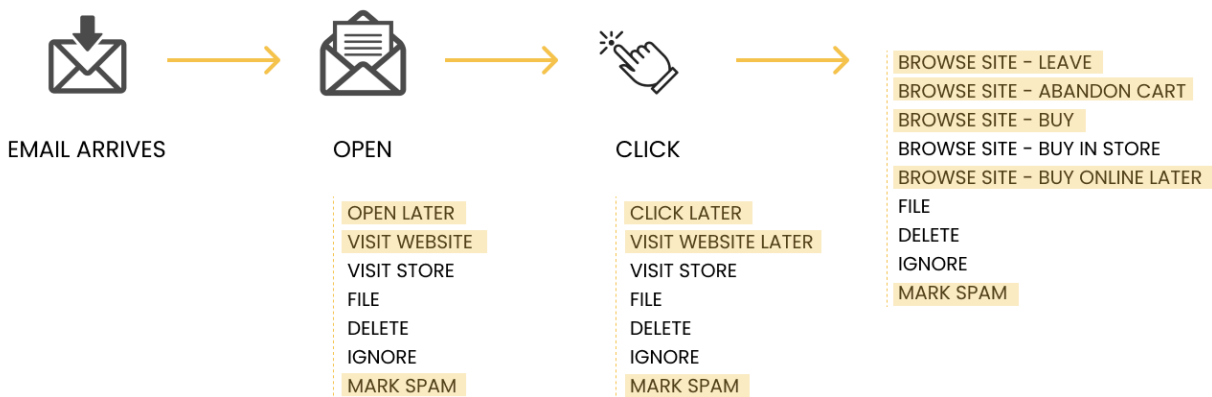 EMAIL ARRIVES
OPEN
OPEN LATER
VISIT WEBSITE
VISIT STORE
FILE
DELETE
IGNORE
MARK SPAM
CLICK
CLICK LATER
VISIT WEBSITE LATER
VISIT STORE
FILE
DELETE
IGNORE
MARK SPAM
BROWSE SITE - LEAVE
BROWSE SITE - ABANDON CART
BROWSE SITE - BUY
BROWSE SITE - BUY IN STORE
BROWSE SITE - BUY ONLINE LATER
FILE
DELETE
IGNORE
MARK SPAM